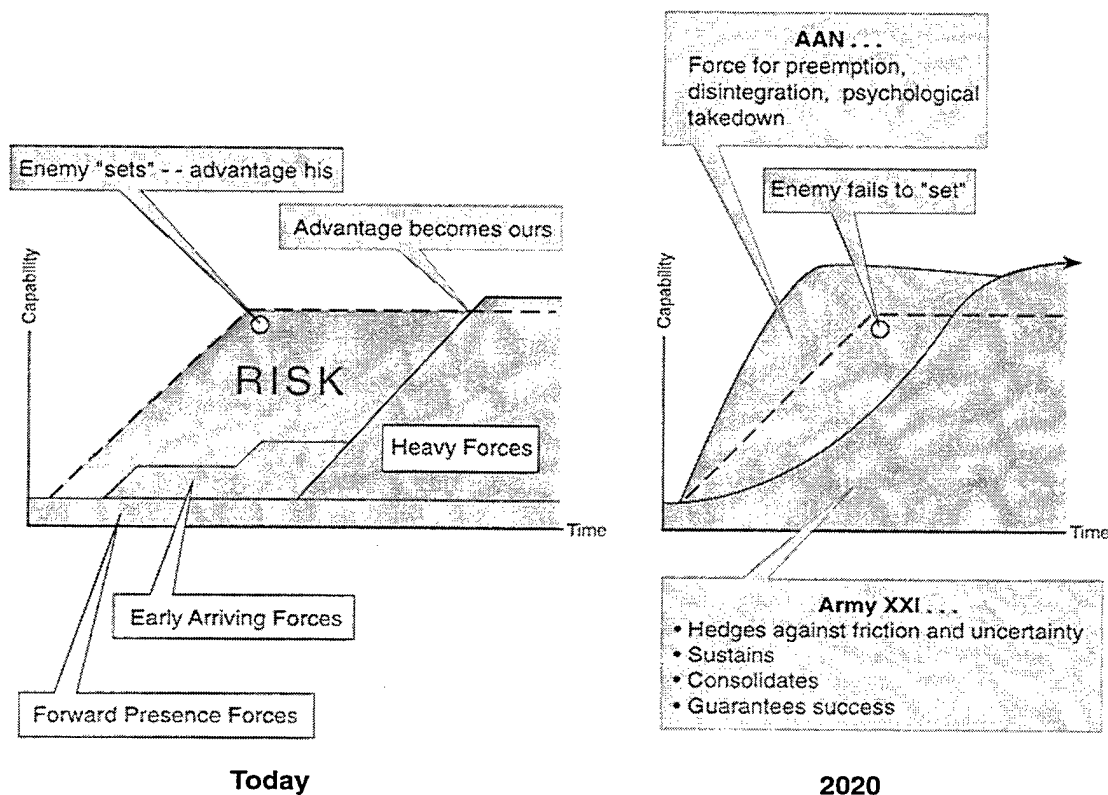 Enemy "sets" - - advantage his
Advantage becomes ours
Capability
RISK
Heavy Forces
Time
Early Arriving Forces
Forward Presence Forces
Today
AAN . . .
Force for preemption,
disintegration, psychological
takedown
Enemy fails to "set"
Capability
Time
Army XXI . . .
• Hedges against friction and uncertainty
• Sustains
• Consolidates
• Guarantees success
2020